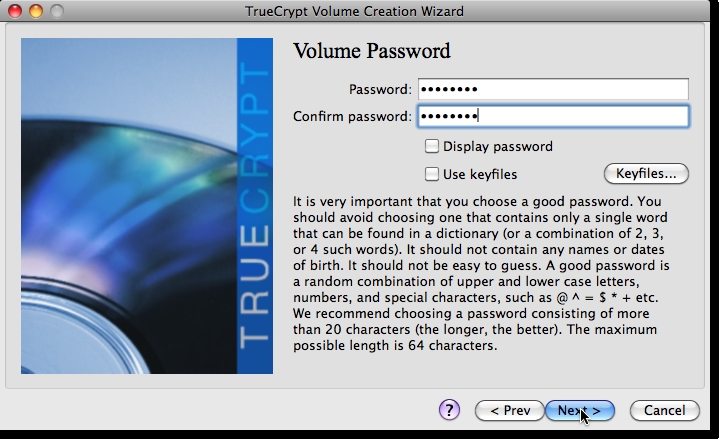 TrueCrypt Volume Creation Wizard
TRUECRYPT
Volume Password
Password: ••••••••
Confirm password: ••••••••
Display password
Use keyfiles
Keyfiles...
It is very important that you choose a good password. You
should avoid choosing one that contains only a single word
that can be found in a dictionary (or a combination of 2, 3,
or 4 such words). It should not contain any names or dates
of birth. It should not be easy to guess. A good password is
a random combination of upper and lower case letters,
numbers, and special characters, such as @ ^ = $ * + etc.
We recommend choosing a password consisting of more
than 20 characters (the longer, the better). The maximum
possible length is 64 characters.
? < Prev Next > Cancel